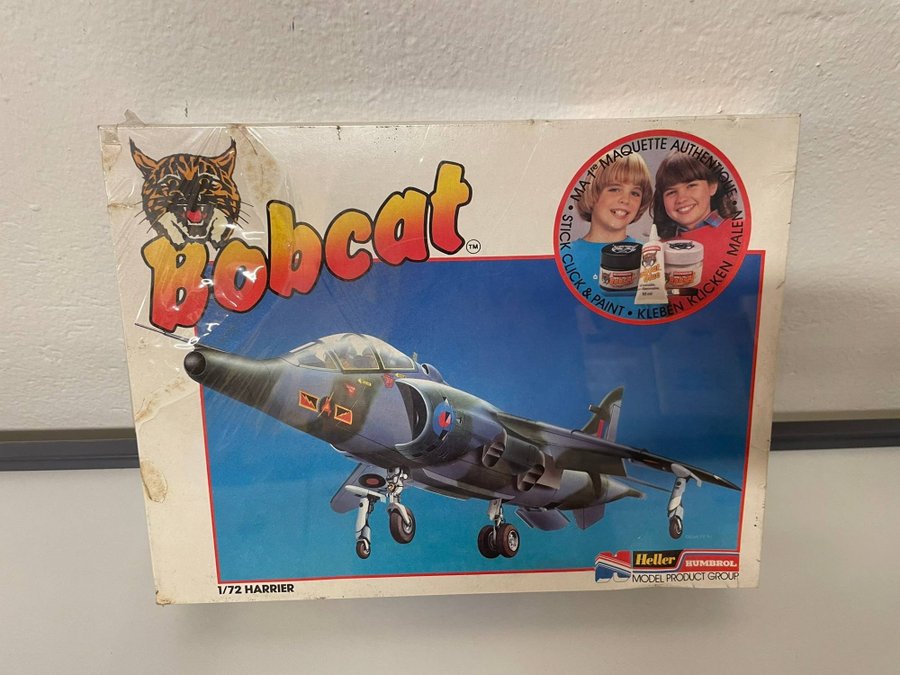 Bobcat
TM
MA 1re MAQUETTE AUTHENTIQUE •
STICK CLICK & PAINT • KLEBEN KLICKEN MALEN •
1/72 HARRIER
Heller HUMBROL
MODEL PRODUCT GROUP